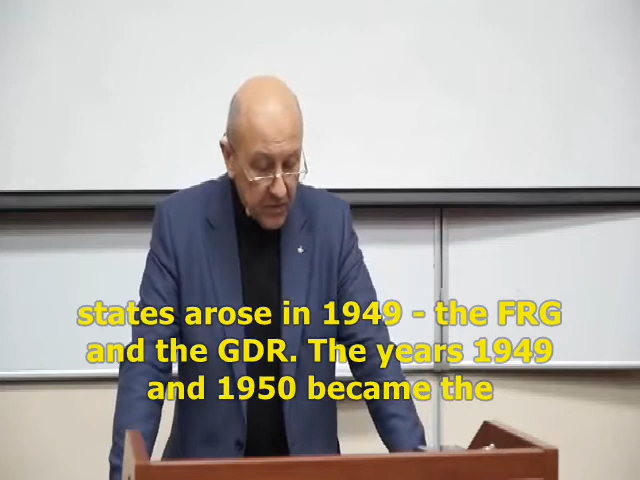 states arose in 1949 - the FRG
and the GDR. The years 1949
and 1950 became the